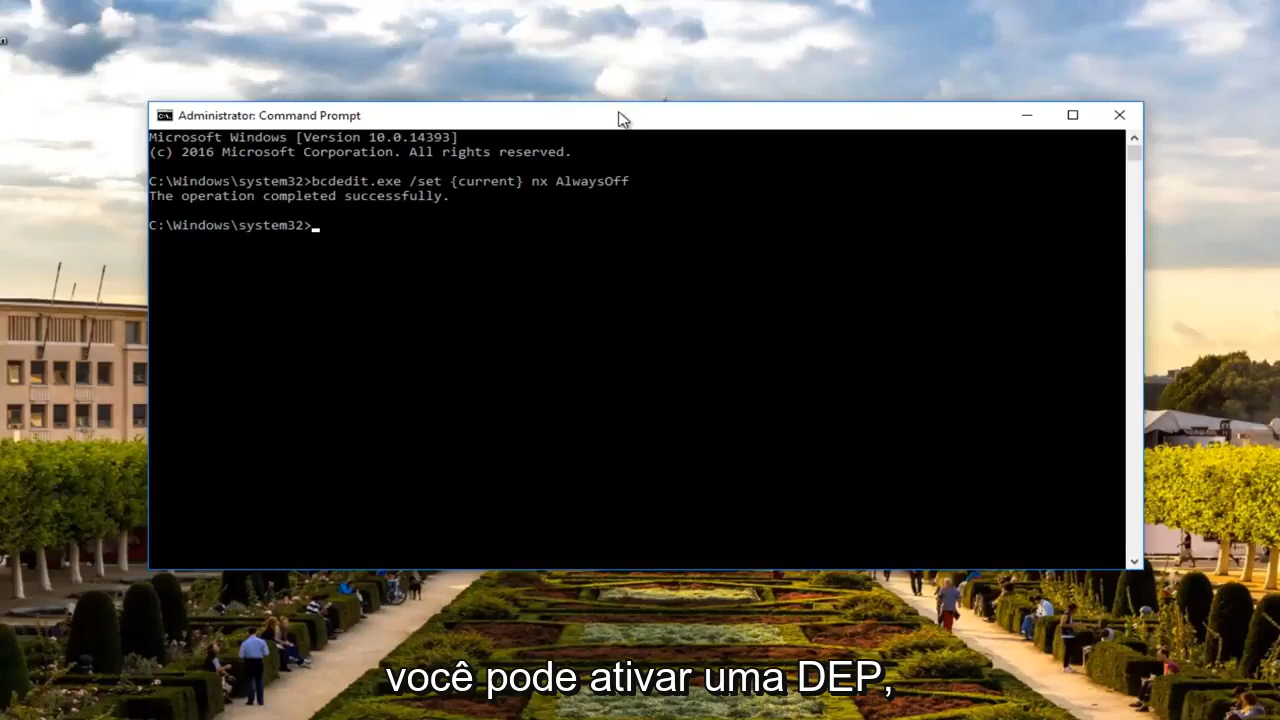 Administrator: Command Prompt
Microsoft Windows [Version 10.0.14393]
(c) 2016 Microsoft Corporation. All rights reserved.
C:\Windows\system32>bcdedit.exe /set {current} nx AlwaysOff
The operation completed successfully.
C:\Windows\system32>
você pode ativar uma DEP,